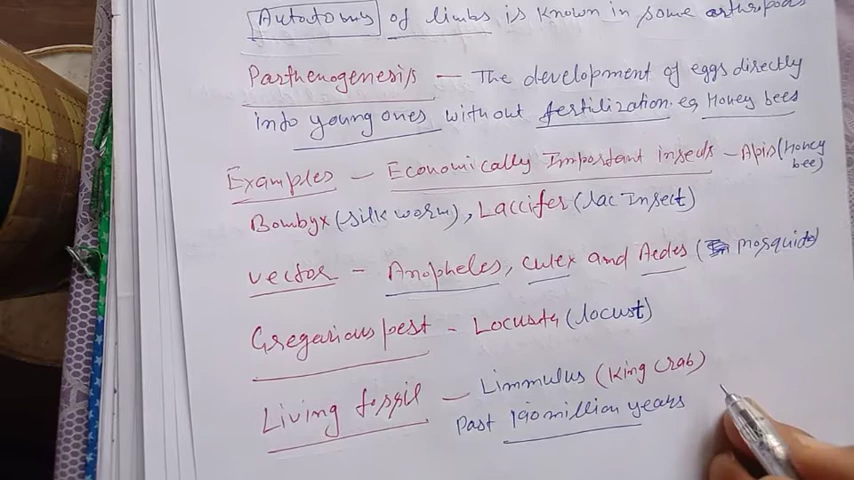 Autotomy of limbs is known in some arthropods
Parthenogenesis - The development of eggs directly
into young ones without fertilization. eg Honey bees
Examples - Economically Important insects - Apis (Honey bee)
Bombyx (silk worm), Laccifer (lac Insect)
Vector - Anopheles, Culex and Aedes (mosquito)
Gregarious pest - Locusta (locust)
Living fossil - Limmulus (King Crab)
Past 190 million years